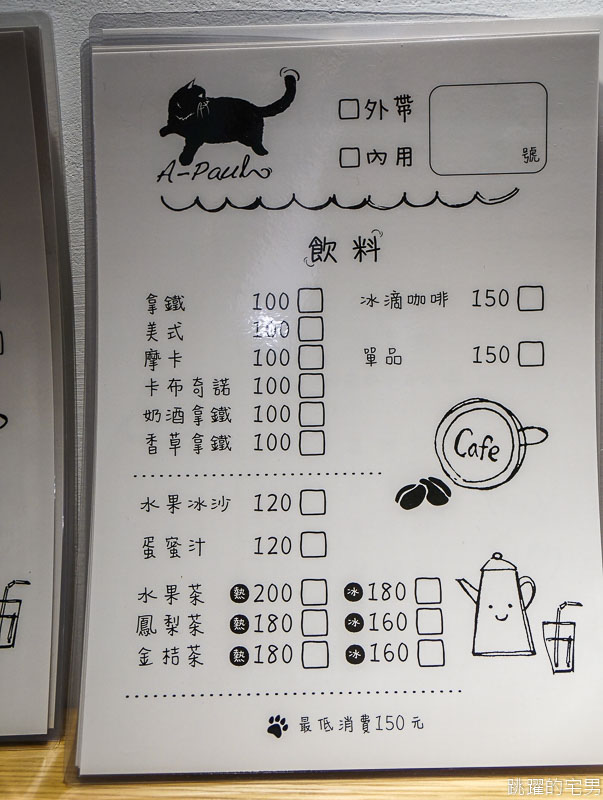 A-Pauho
□外帶
□內用
號
飲料
拿鐵 100 □
美式 100 □
摩卡 100 □
卡布奇諾 100 □
奶酒拿鐵 100 □
香草拿鐵 100 □
冰滴咖啡 150 □
單品 150 □
Cafe
水果冰沙 120 □
蛋蜜汁 120 □
水果茶 熱 200 □ 冰 180 □
鳳梨茶 熱 180 □ 冰 160 □
金桔茶 熱 180 □ 冰 160 □
最低消費150元
跳躍的宅男